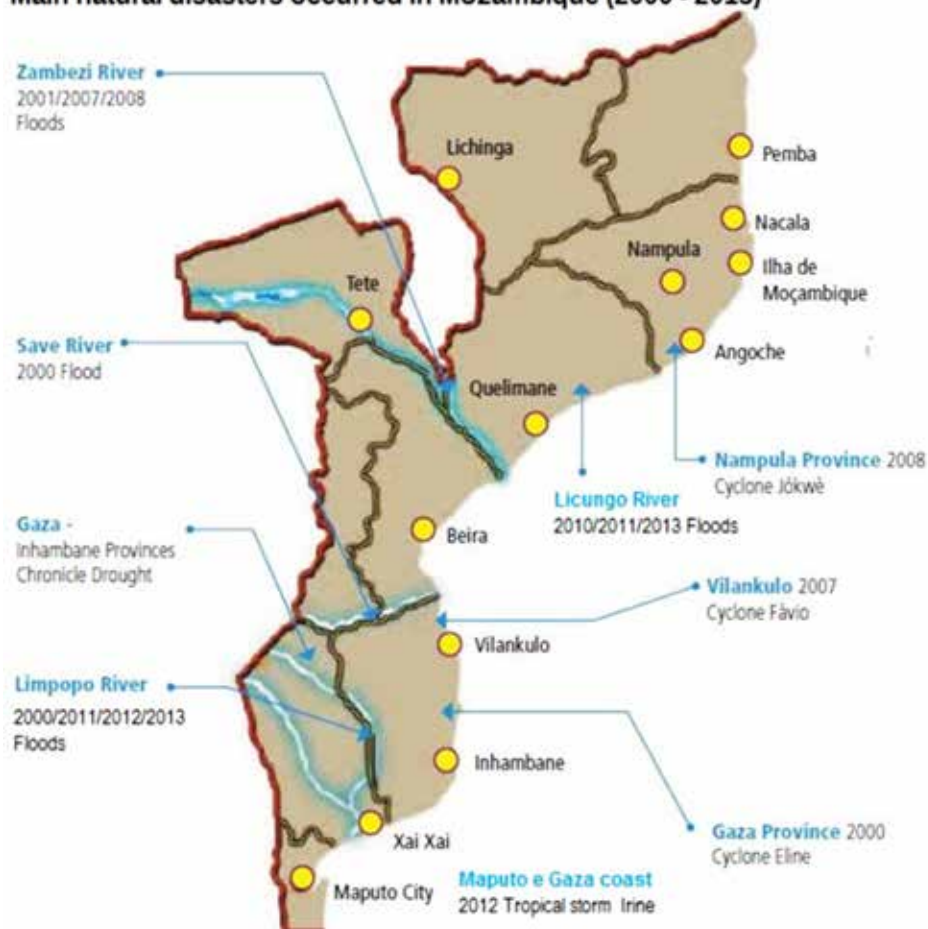 Main natural disasters occurred in Mozambique (2000 - 2013)
Zambezi River
2001/2007/2008
Floods
Lichinga
Pemba
Nacala
Nampula
Ilha de
Moçambique
Tete
Save River
2000 Flood
Angoche
Quelimane
Nampula Province 2008
Cyclone Jókwè
Licungo River
2010/2011/2013 Floods
Gaza -
Inhambane Provinces
Chronicle Drought
Beira
Vilankulo 2007
Cyclone Fávio
Vilankulo
Limpopo River
2000/2011/2012/2013
Floods
Inhambane
Gaza Province 2000
Cyclone Eline
Xai Xai
Maputo City
Maputo e Gaza coast
2012 Tropical storm Irine